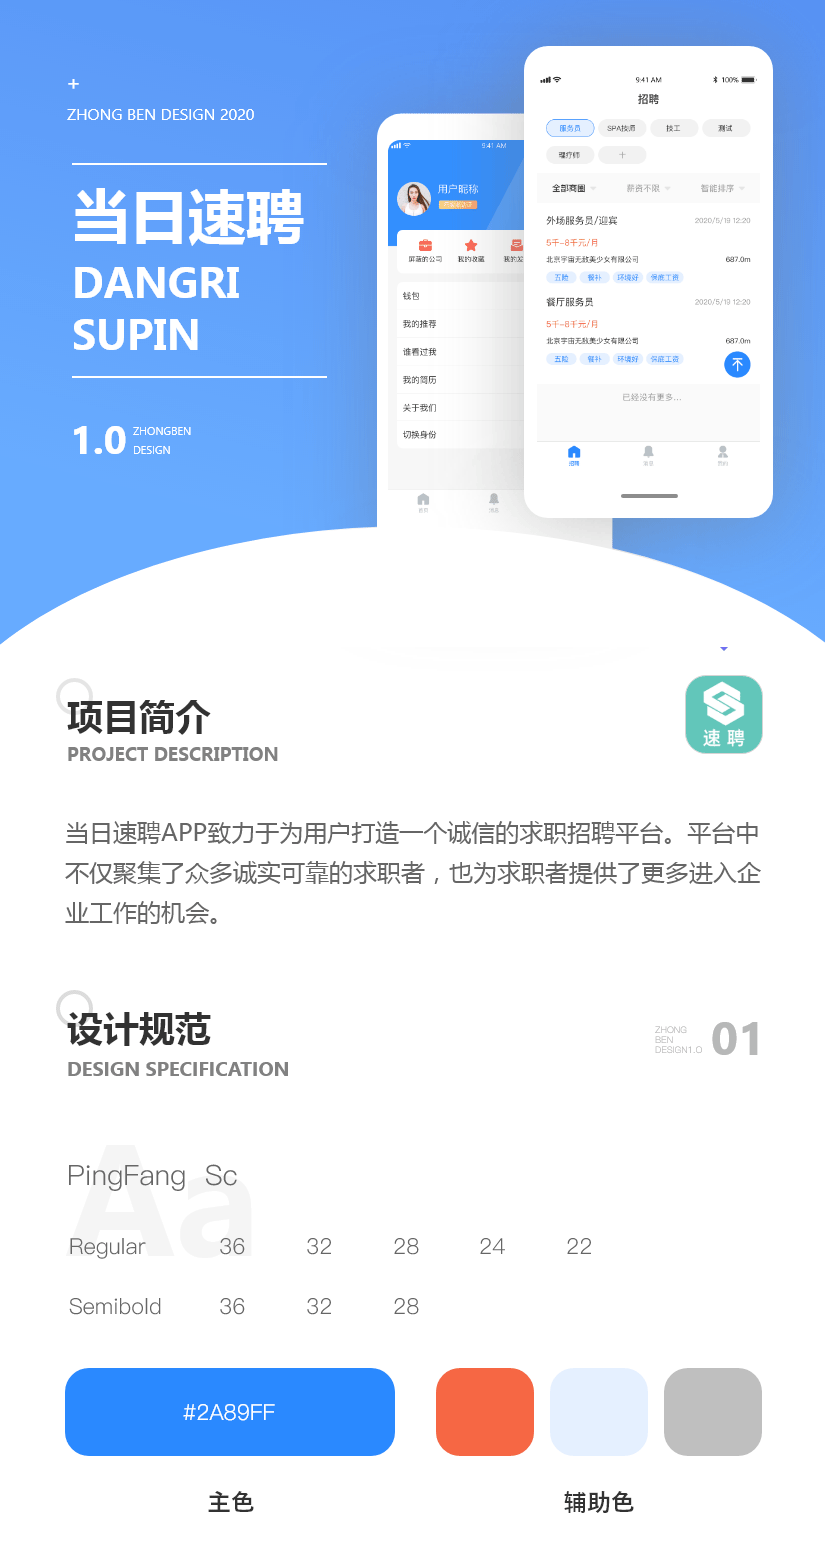 ZHONG BEN DESIGN 2020
当日速聘
DANGRI
SUPIN
1.0
ZHONGBEN
DESIGN
9:41 AM
用户昵称
屏蔽的公司
我的收藏
我的发
钱包
我的推荐
谁看过我
我的简历
关于我们
切换身份
9:41 AM
100%
招聘
服务员
SPA技师
技工
测试
理疗师
+
全部商圈
薪资不限
智能排序
外场服务员/迎宾
2020/5/19 12:20
5千-8千元/月
北京宇宙无敌美少女有限公司
687.0m
五险
餐补
环境好
保底工资
餐厅服务员
2020/5/19 12:20
5千-8千元/月
北京宇宙无敌美少女有限公司
687.0m
五险
餐补
环境好
保底工资
已经没有更多...
招聘
项目简介
PROJECT DESCRIPTION
速聘
当日速聘APP致力于为用户打造一个诚信的求职招聘平台。平台中
不仅聚集了众多诚实可靠的求职者，也为求职者提供了更多进入企
业工作的机会。
设计规范
DESIGN SPECIFICATION
ZHONG
BEN
DESIGN1.O
01
Aa
PingFang Sc
Regular 36 32 28 24 22
Semibold 36 32 28
#2A89FF
主色
辅助色